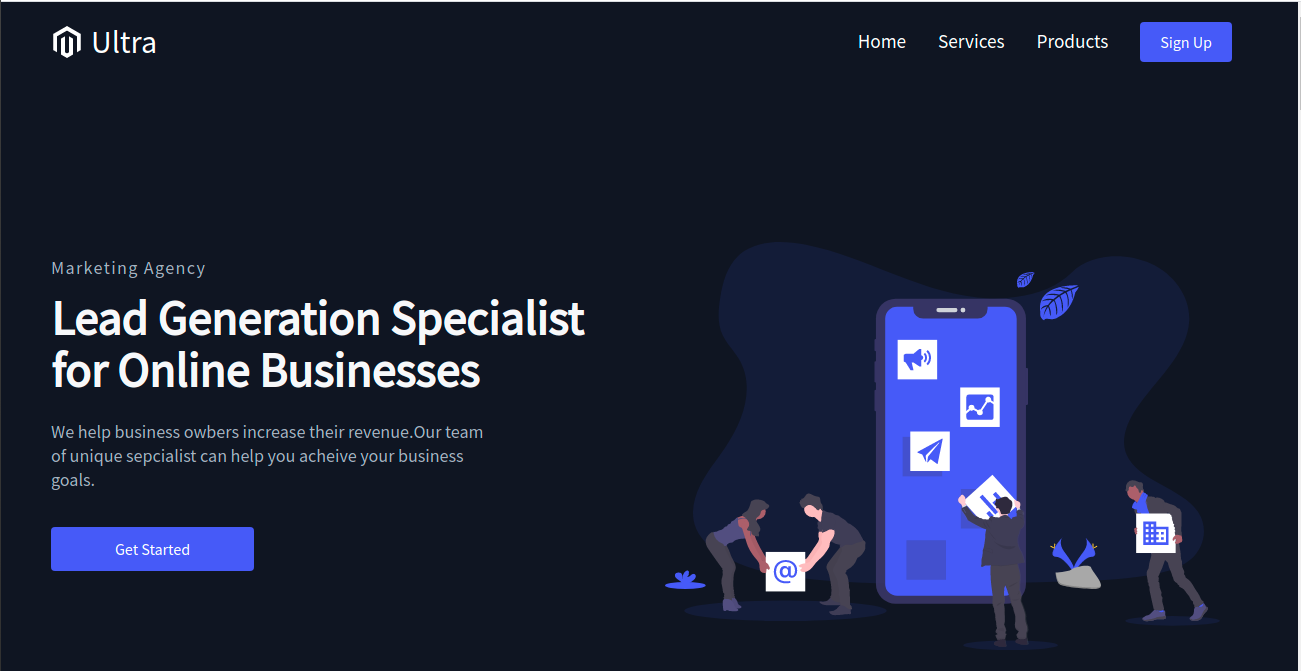 Ultra
Home Services Products Sign Up
Marketing Agency
Lead Generation Specialist
for Online Businesses
We help business owbers increase their revenue.Our team
of unique sepcialist can help you acheive your business
goals.
Get Started
@